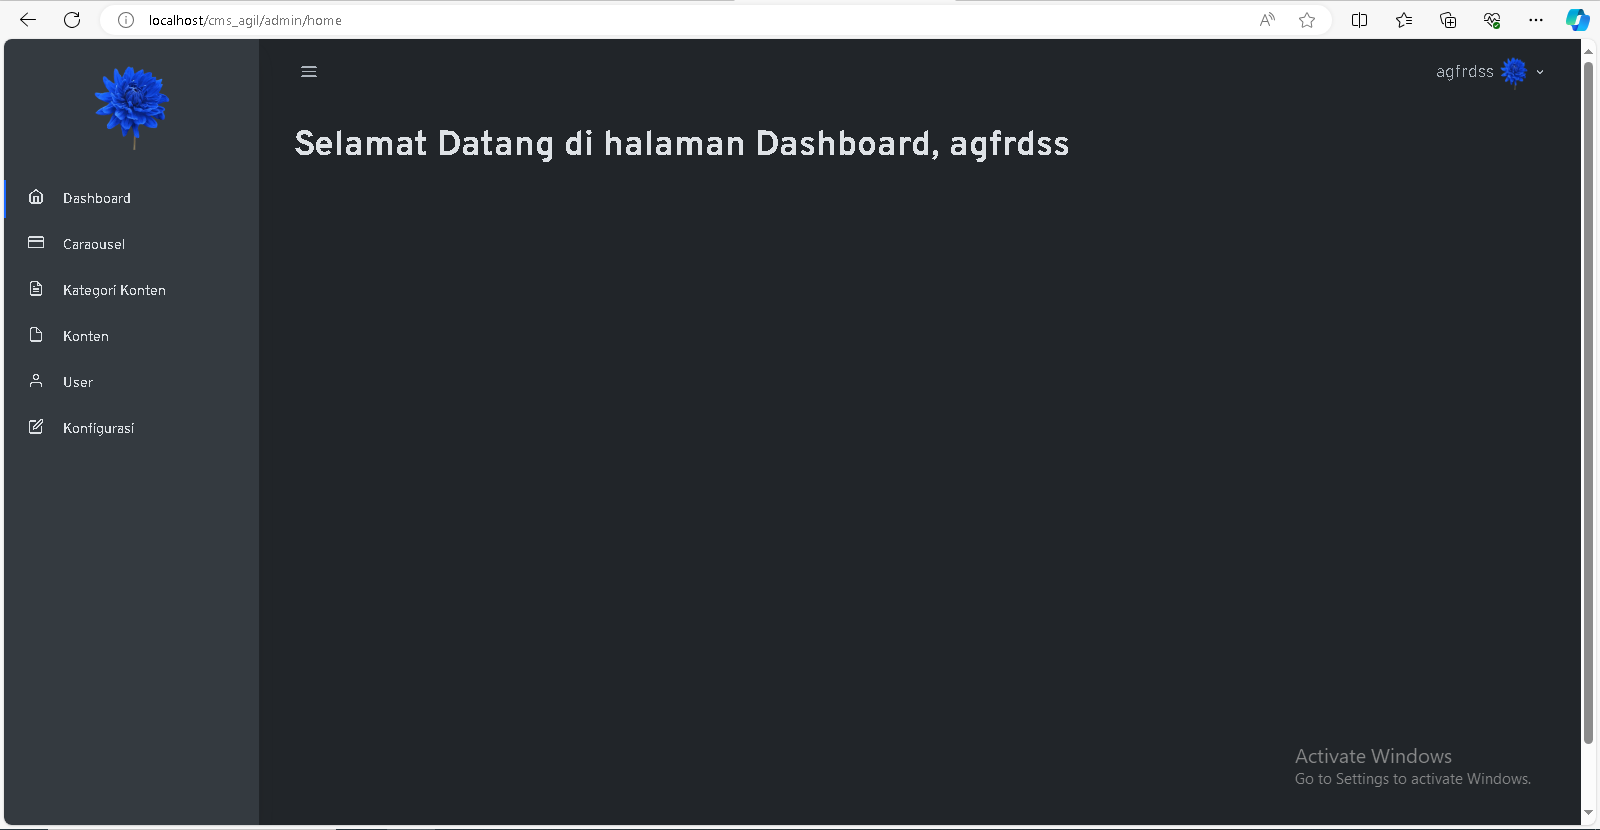 localhost/cms_agil/admin/home
agfrdss
Selamat Datang di halaman Dashboard, agfrdss
Dashboard
Caraousel
Kategori Konten
Konten
User
Konfigurasi
Activate Windows
Go to Settings to activate Windows.